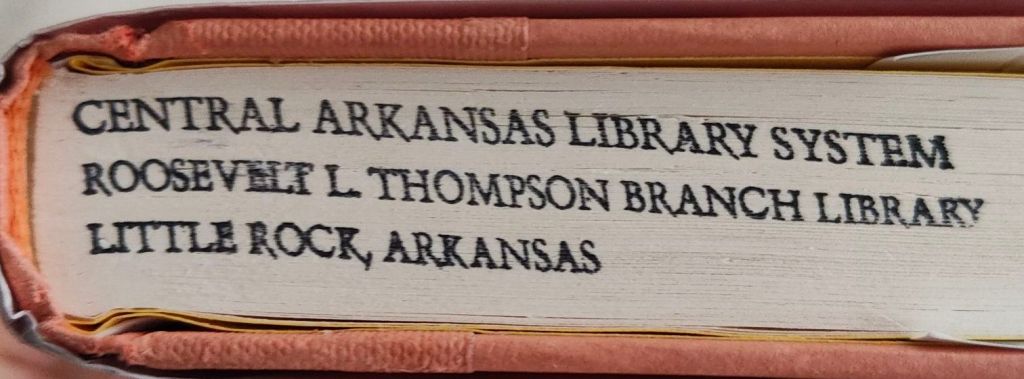 CENTRAL ARKANSAS LIBRARY SYSTEM
ROOSEVELT L. THOMPSON BRANCH LIBRARY
LITTLE ROCK, ARKANSAS